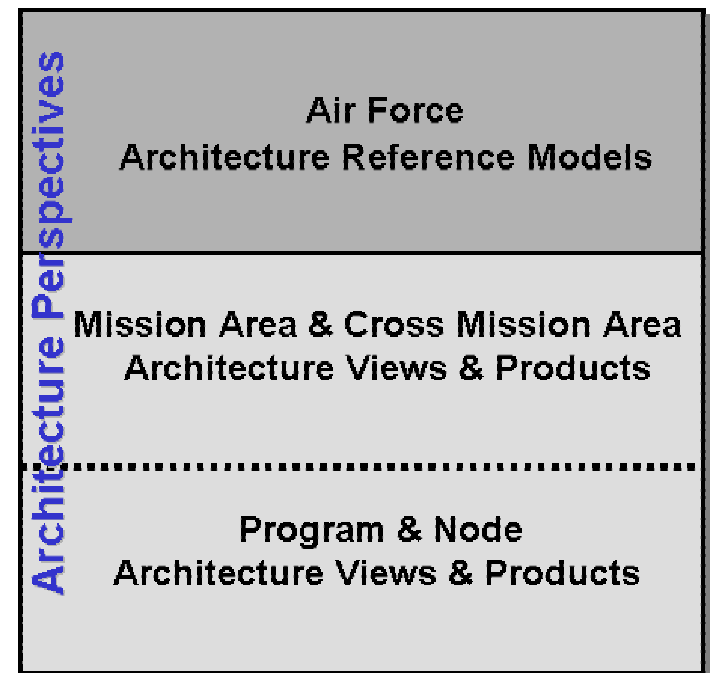 Architecture Perspectives
Air Force
Architecture Reference Models
Mission Area & Cross Mission Area
Architecture Views & Products
Program & Node
Architecture Views & Products